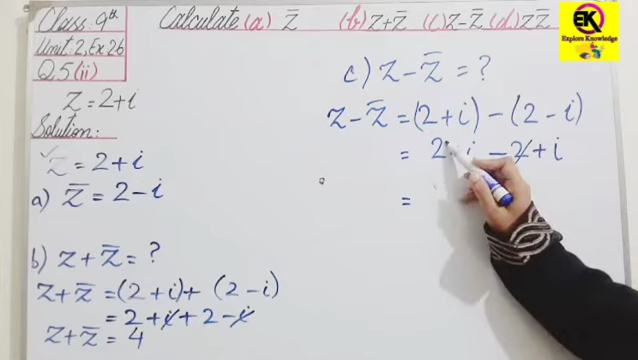 Class: 9th
Unit: 2, Ex 2.6
Q.5 (ii)
Calculate (a) z̄ (b) z + z̄ (c) z - z̄ (d) z z̄
EK
Explore Knowledge
z = 2 + i
Solution:
z = 2 + i
a) z̄ = 2 - i
b) z + z̄ = ?
z + z̄ = (2 + i) + (2 - i)
= 2 + i + 2 - i
z + z̄ = 4
c) z - z̄ = ?
z - z̄ = (2 + i) - (2 - i)
= 2 i - 2 + i
=